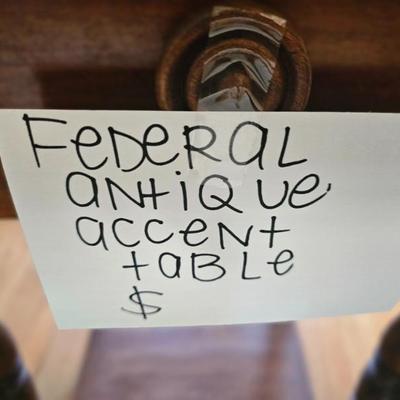 FeDeRaL
aNtiQue
acceNt
taBLe
$